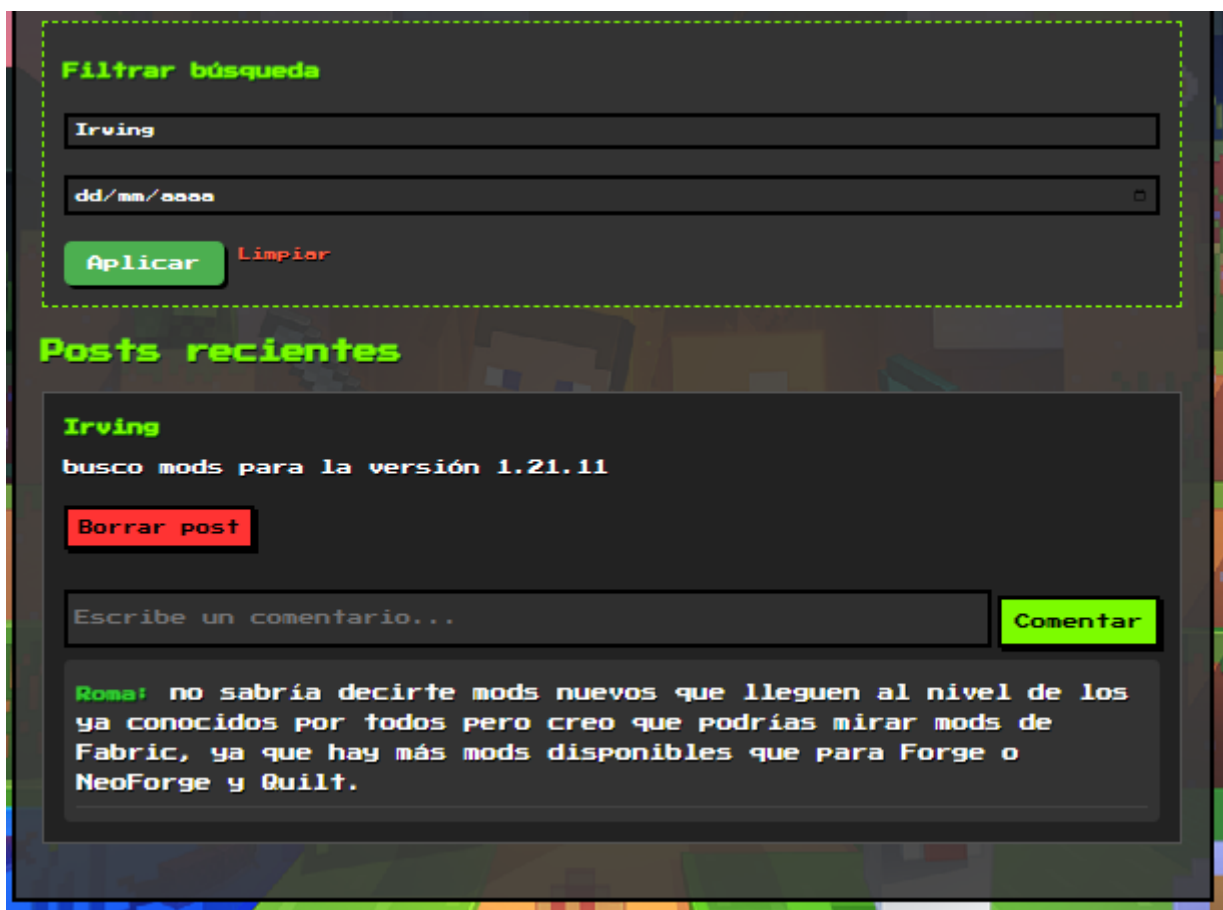 Filtrar búsqueda
Irving
dd/mm/aaaa
Aplicar Limpiar
Posts recientes
Irving
busco mods para la versión 1.21.11
Borrar post
Escribe un comentario... Comentar
Roma: no sabría decirte mods nuevos que lleguen al nivel de los
ya conocidos por todos pero creo que podrías mirar mods de
Fabric, ya que hay más mods disponibles que para Forge o
NeoForge y Quilt.